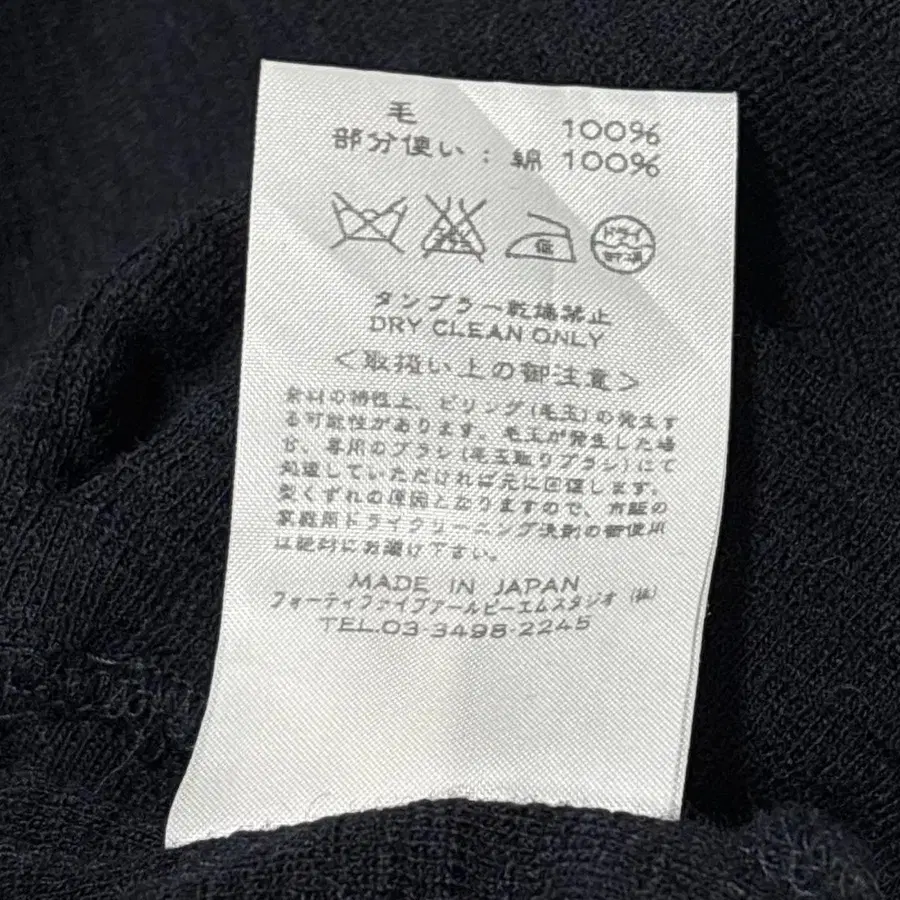 毛 100%
部分使い : 綿 100%
低
ドライ
タンブラー乾燥禁止
DRY CLEAN ONLY
<取扱い上の御注意>
素材の特性上、ピリング(毛玉)の発生す
る可能性があります。毛玉が発生した場
合、専用のブラシ(毛玉取りブラシ)にて
処理していただければ元に回復します。
型くずれの原因となりますので、市販の
家庭用ドライクリーニング洗剤の御使用
は絶対にお避け下さい。
MADE IN JAPAN
フォーティファイブアールピーエムスタジオ (株)
TEL.03-3498-2245